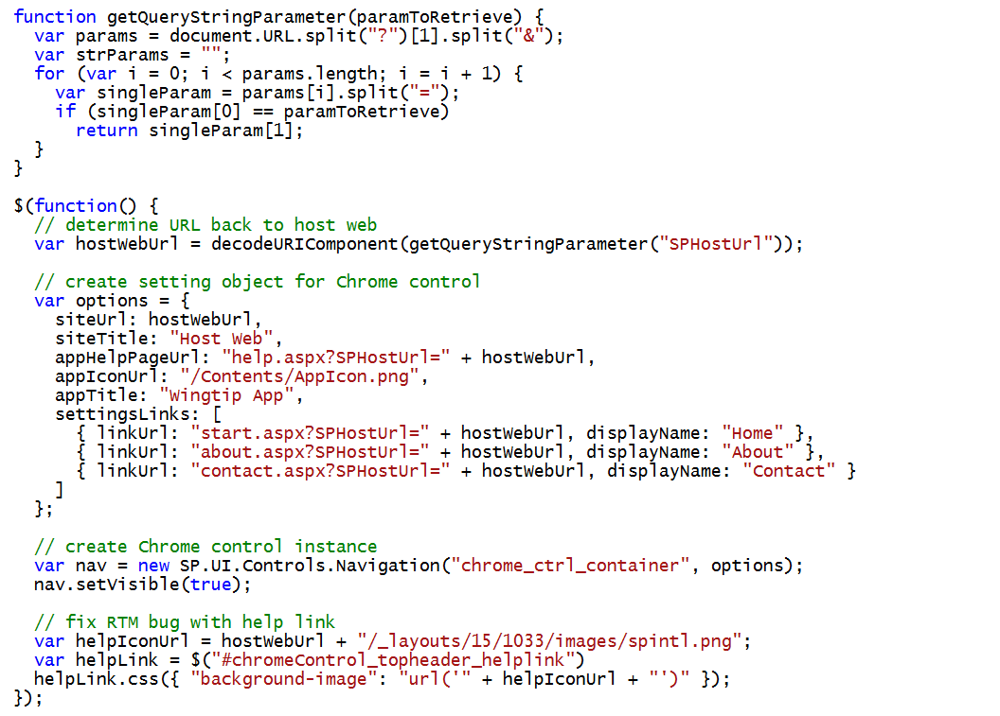 function getQueryStringParameter(paramToRetrieve) {
  var params = document.URL.split("?")[1].split("&");
  var strParams = "";
  for (var i = 0; i < params.length; i = i + 1) {
    var singleParam = params[i].split("=");
    if (singleParam[0] == paramToRetrieve)
      return singleParam[1];
  }
}

$(function() {
  // determine URL back to host web
  var hostWebUrl = decodeURIComponent(getQueryStringParameter("SPHostUrl"));

  // create setting object for Chrome control
  var options = {
    siteUrl: hostWebUrl,
    siteTitle: "Host Web",
    appHelpPageUrl: "help.aspx?SPHostUrl=" + hostWebUrl,
    appIconUrl: "/Contents/AppIcon.png",
    appTitle: "Wingtip App",
    settingsLinks: [
      { linkUrl: "start.aspx?SPHostUrl=" + hostWebUrl, displayName: "Home" },
      { linkUrl: "about.aspx?SPHostUrl=" + hostWebUrl, displayName: "About" },
      { linkUrl: "contact.aspx?SPHostUrl=" + hostWebUrl, displayName: "Contact" }
    ]
  };

  // create Chrome control instance
  var nav = new SP.UI.Controls.Navigation("chrome_ctrl_container", options);
  nav.setVisible(true);

  // fix RTM bug with help link
  var helpIconUrl = hostWebUrl + "/_layouts/15/1033/images/spintl.png";
  var helpLink = $("#chromeControl_topheader_helplink")
  helpLink.css({ "background-image": "url('" + helpIconUrl + "')" });
});